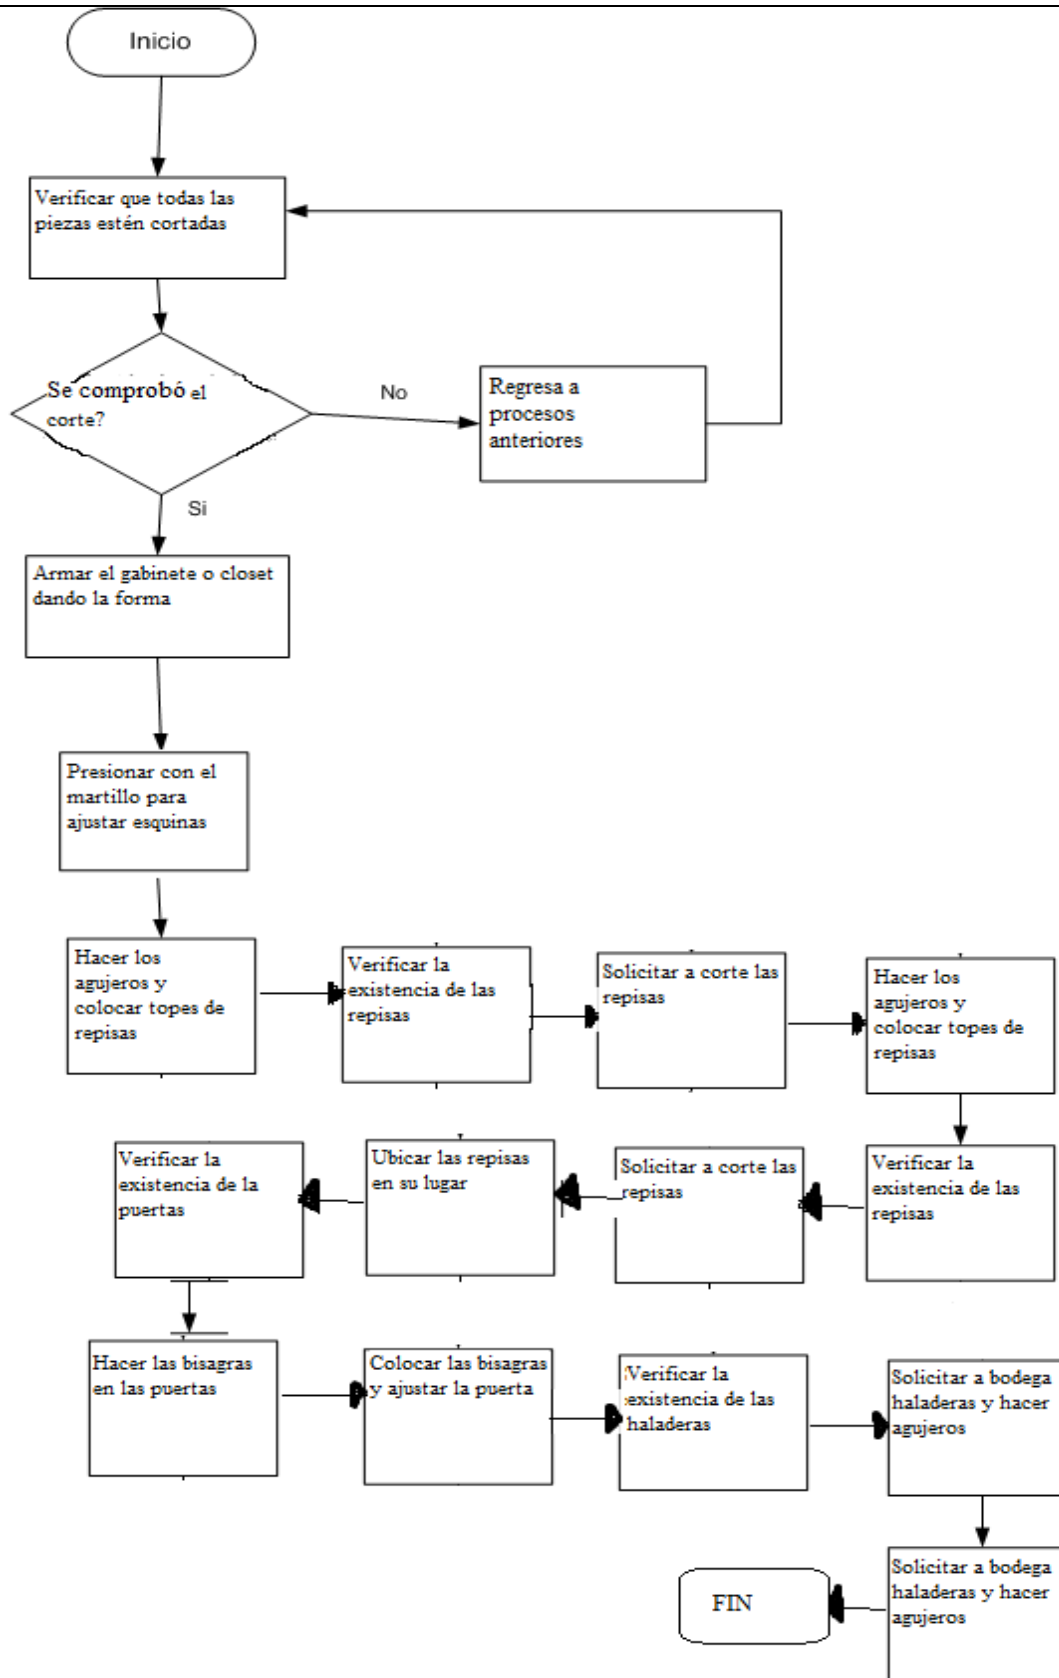 Inicio
Verificar que todas las
piezas estén cortadas
Se comprobó el
corte?
No
Regresa a
procesos
anteriores
Si
Armar el gabinete o closet
dando la forma
Presionar con el
martillo para
ajustar esquinas
Hacer los
agujeros y
colocar topes de
repisas
Verificar la
existencia de las
repisas
Solicitar a corte las
repisas
Hacer los
agujeros y
colocar topes de
repisas
Verificar la
existencia de las
repisas
Solicitar a corte las
repisas
Ubicar las repisas
en su lugar
Verificar la
existencia de la
puertas
Hacer las bisagras
en las puertas
Colocar las bisagras
y ajustar la puerta
Verificar la
existencia de las
haladeras
Solicitar a bodega
haladeras y hacer
agujeros
Solicitar a bodega
haladeras y hacer
agujeros
FIN